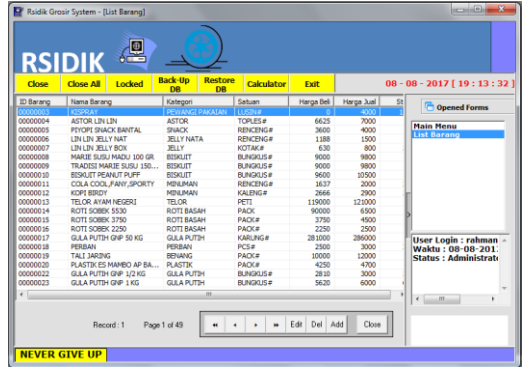 Rsidik Grosir System - [List Barang]
RSIDIK
Close Close All Locked Back-Up DB Restore DB Calculator Exit 08 - 08 - 2017 [ 19 : 13 : 32 ]
ID Barang Nama Barang Kategori Satuan Harga Beli Harga Jual St
00000003 KISPRAY PEWANGI PAKAIAN LUSIN# 0 4000
00000004 ASTOR LIN LIN ASTOR TOPLES# 6625 7000
00000005 PIYOPI SNACK BANTAL SNACK RENCENG# 3600 4000
00000006 LIN LIN JELLY NAT JELLY NATA RENCENG# 1188 1500
00000007 LIN LIN JELLY BOX JELLY KOTAK# 630 800
00000008 MARIE SUSU MADU 100 GR. BISKUIT BUNGKUS# 9000 9800
00000009 TRADISI MARIE SUSU 150... BISKUIT BUNGKUS# 9000 9800
00000010 BISKUIT PEANUT PUFF BISKUIT BUNGKUS# 9600 10500
00000011 COLA COOL,FANY,SPORTY MINUMAN RENCENG# 1637 2000
00000012 KOPI BIRDY MINUMAN KALENG# 2666 2900
00000013 TELOR AYAM NEGERI TELOR PETI 119000 121000
00000014 ROTI SOBEK 5530 ROTI BASAH PACK 90000 6500
00000015 ROTI SOBEK 3750 ROTI BASAH PACK# 3750 4500
00000016 ROTI SOBEK 2250 ROTI BASAH PACK# 2250 2500
00000017 GULA PUTIH GNP 50 KG GULA PUTIH KARUNG# 281000 286000
00000018 PERBAN PERBAN PCS# 2500 3000
00000019 TALI JARING BENANG PACK# 10000 12000
00000020 PLASTIK ES MAMBO AP BA... PLASTIK PACK# 4250 4700
00000022 GULA PUTIH GNP 1/2 KG GULA PUTIH BUNGKUS# 2810 3000
00000023 GULA PUTIH GNP 1 KG GULA PUTIH BUNGKUS# 5620 6000
Opened Forms
Main Menu
List Barang
User Login : rahman
Waktu : 08-08-201
Status : Administrat
Record : 1 Page 1 of 49 Edit Del Add Close
NEVER GIVE UP